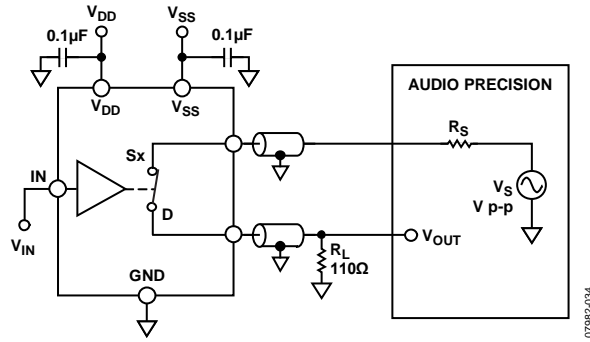 VDD
VSS
0.1µF
0.1µF
VDD
VSS
AUDIO PRECISION
RS
Sx
IN
VS
V p-p
D
VOUT
VIN
RL
110Ω
GND
07982-034